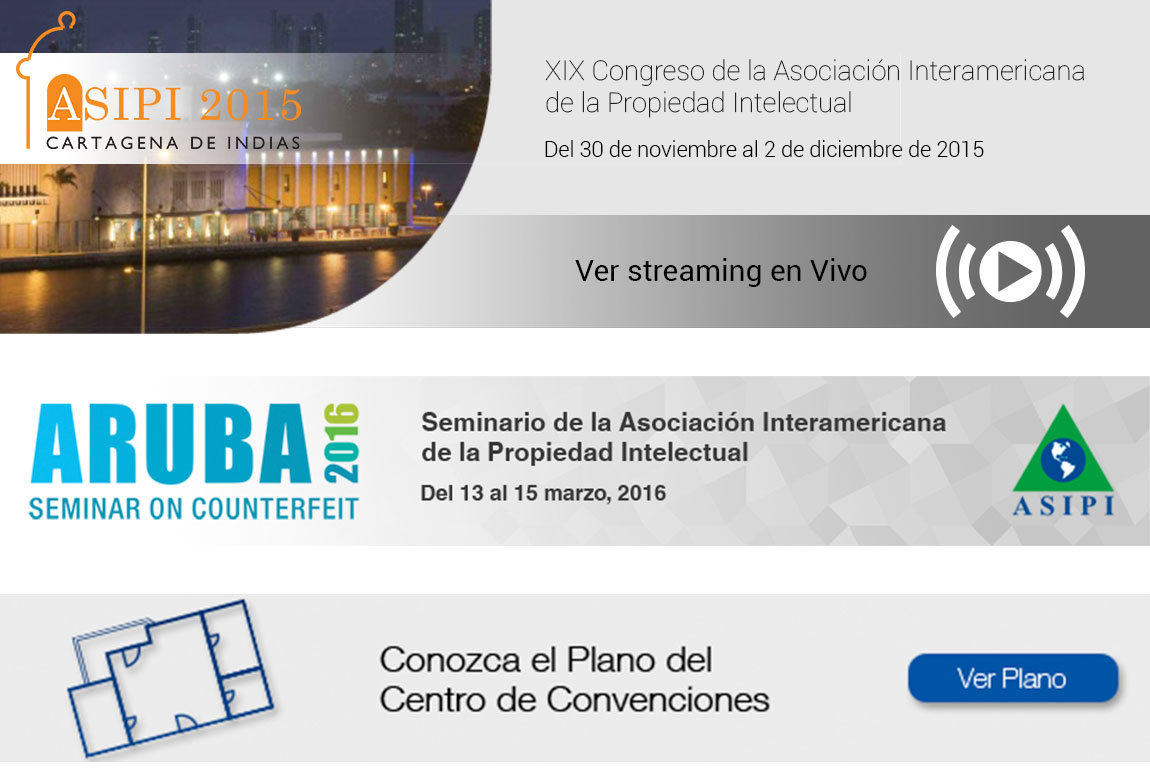 ASIPI 2015
CARTAGENA DE INDIAS
XIX Congreso de la Asociación Interamericana
de la Propiedad Intelectual
Del 30 de noviembre al 2 de diciembre de 2015
Ver streaming en Vivo
ARUBA 2016
SEMINAR ON COUNTERFEIT
Seminario de la Asociación Interamericana
de la Propiedad Intelectual
Del 13 al 15 marzo, 2016
ASIPI
Conozca el Plano del
Centro de Convenciones
Ver Plano